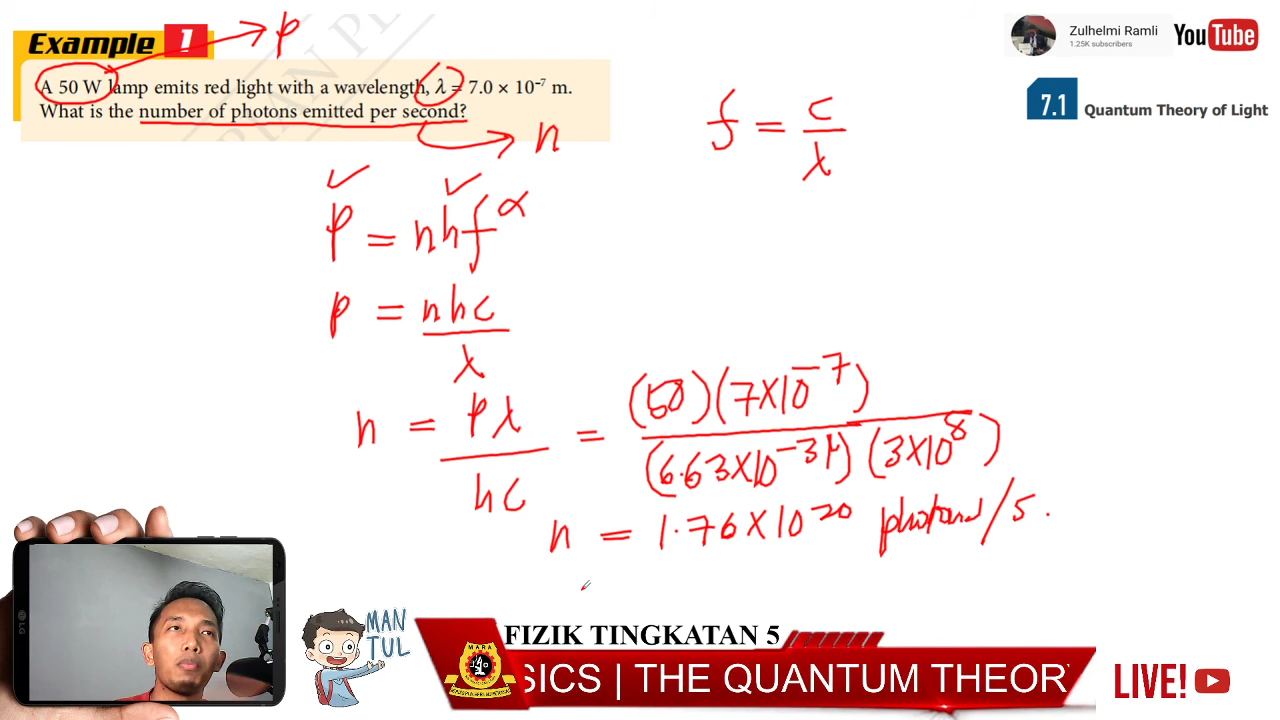 Example 1
p
A 50 W lamp emits red light with a wavelength, λ = 7.0 × 10⁻⁷ m.
What is the number of photons emitted per second?
n
Zulhelmi Ramli
1.25K subscribers
YouTube
7.1 Quantum Theory of Light
f = c/λ
P = nhf
P = nhc/λ
n = Pλ/hc = (50)(7×10⁻⁷)/(6.63×10⁻³⁴)(3×10⁸)
n = 1.76×10²⁰ photons/s.
LG
MANTUL
MARA
FIZIK TINGKATAN 5
SICS | THE QUANTUM THEOR
LIVE!